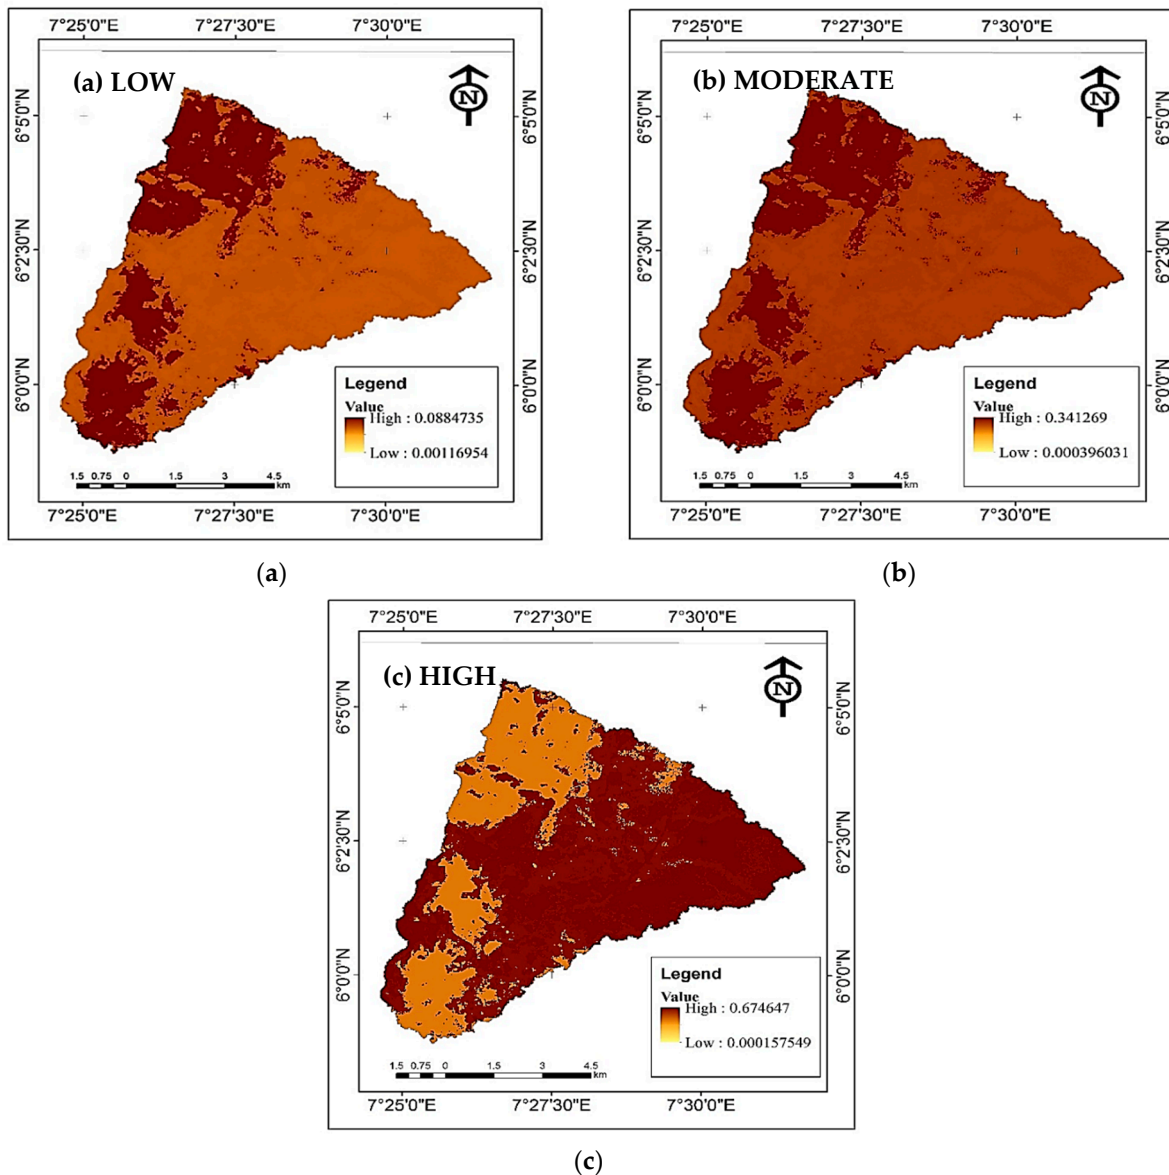 7°25'0"E 7°27'30"E 7°30'0"E
(a) LOW
N
6°5'0"N 6°5'0"N
6°2'30"N 6°2'30"N
6°0'0"N 6°0'0"N
Legend
Value
High : 0.0884735
Low : 0.00116954
1.5 0.75 0 1.5 3 4.5
km
7°25'0"E 7°27'30"E 7°30'0"E
(a)
7°25'0"E 7°27'30"E 7°30'0"E
(b) MODERATE
N
6°5'0"N 6°5'0"N
6°2'30"N 6°2'30"N
6°0'0"N 6°0'0"N
Legend
Value
High : 0.341269
Low : 0.000396031
1.5 0.75 0 1.5 3 4.5
km
7°25'0"E 7°27'30"E 7°30'0"E
(b)
7°25'0"E 7°27'30"E 7°30'0"E
(c) HIGH
N
6°5'0"N 6°5'0"N
6°2'30"N 6°2'30"N
6°0'0"N 6°0'0"N
Legend
Value
High : 0.674647
Low : 0.000157549
1.5 0.75 0 1.5 3 4.5
km
7°25'0"E 7°27'30"E 7°30'0"E
(c)